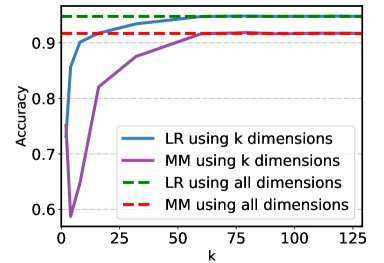 0.9
0.8
0.7
0.6
Accuracy
LR using k dimensions
MM using k dimensions
LR using all dimensions
MM using all dimensions
0 25 50 75 100 125
k